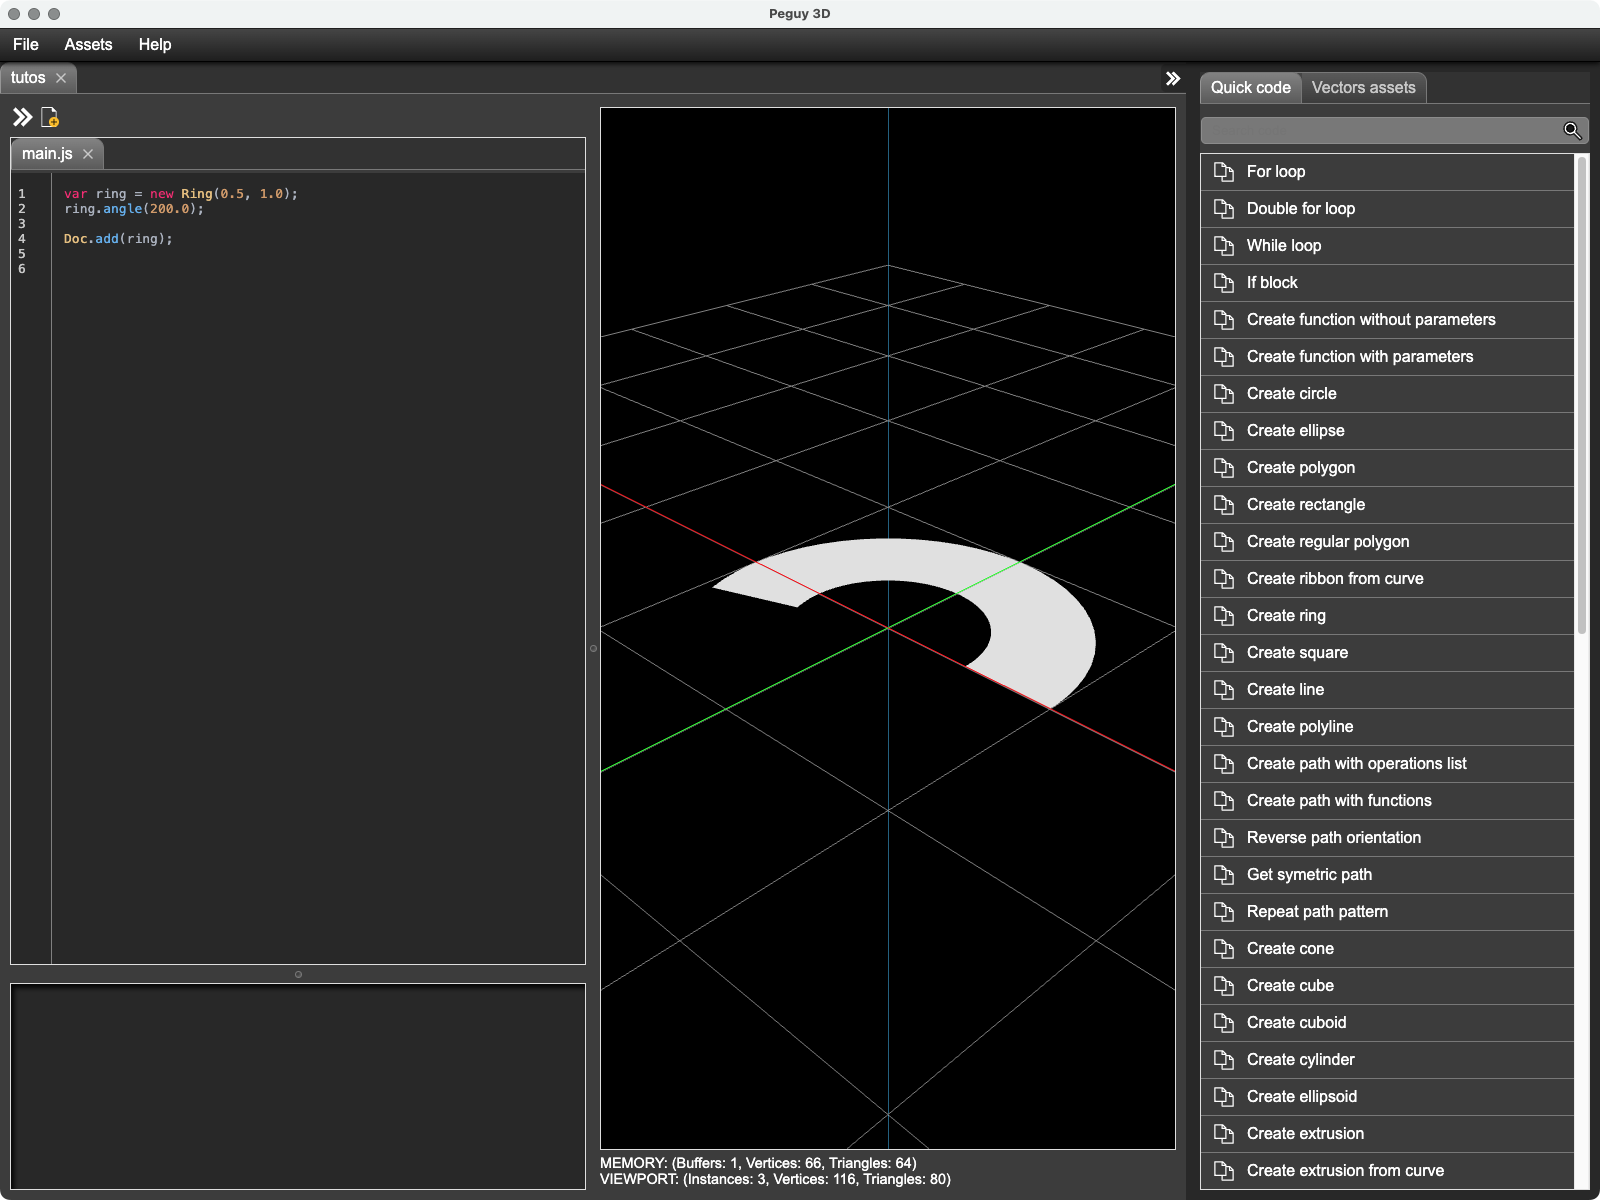 Peguy 3D
File Assets Help
tutos
main.js
1 var ring = new Ring(0.5, 1.0);
2 ring.angle(200.0);
3
4 Doc.add(ring);
5
6
MEMORY: (Buffers: 1, Vertices: 66, Triangles: 64)
VIEWPORT: (Instances: 3, Vertices: 116, Triangles: 80)
Quick code Vectors assets
For loop
Double for loop
While loop
If block
Create function without parameters
Create function with parameters
Create circle
Create ellipse
Create polygon
Create rectangle
Create regular polygon
Create ribbon from curve
Create ring
Create square
Create line
Create polyline
Create path with operations list
Create path with functions
Reverse path orientation
Get symetric path
Repeat path pattern
Create cone
Create cube
Create cuboid
Create cylinder
Create ellipsoid
Create extrusion
Create extrusion from curve